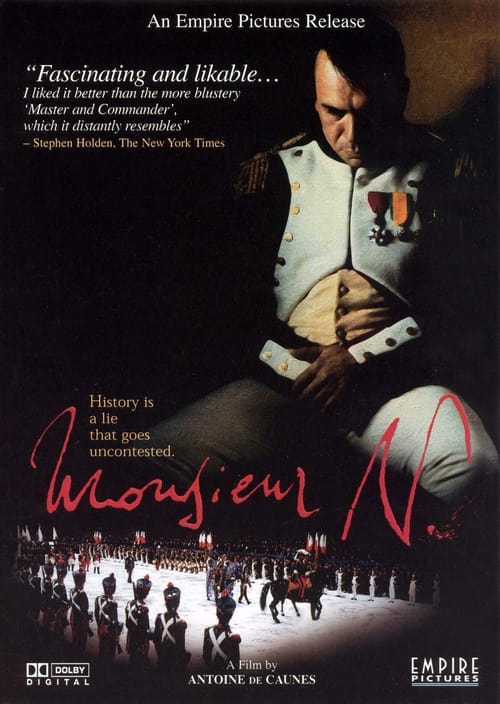 An Empire Pictures Release
“Fascinating and likable…
I liked it better than the more blustery
‘Master and Commander’,
which it distantly resembles”
– Stephen Holden, The New York Times
History is
a lie
that goes
uncontested.
Monsieur N.
DOLBY
DIGITAL
A Film by
ANTOINE DE CAUNES
EMPIRE
PICTURES